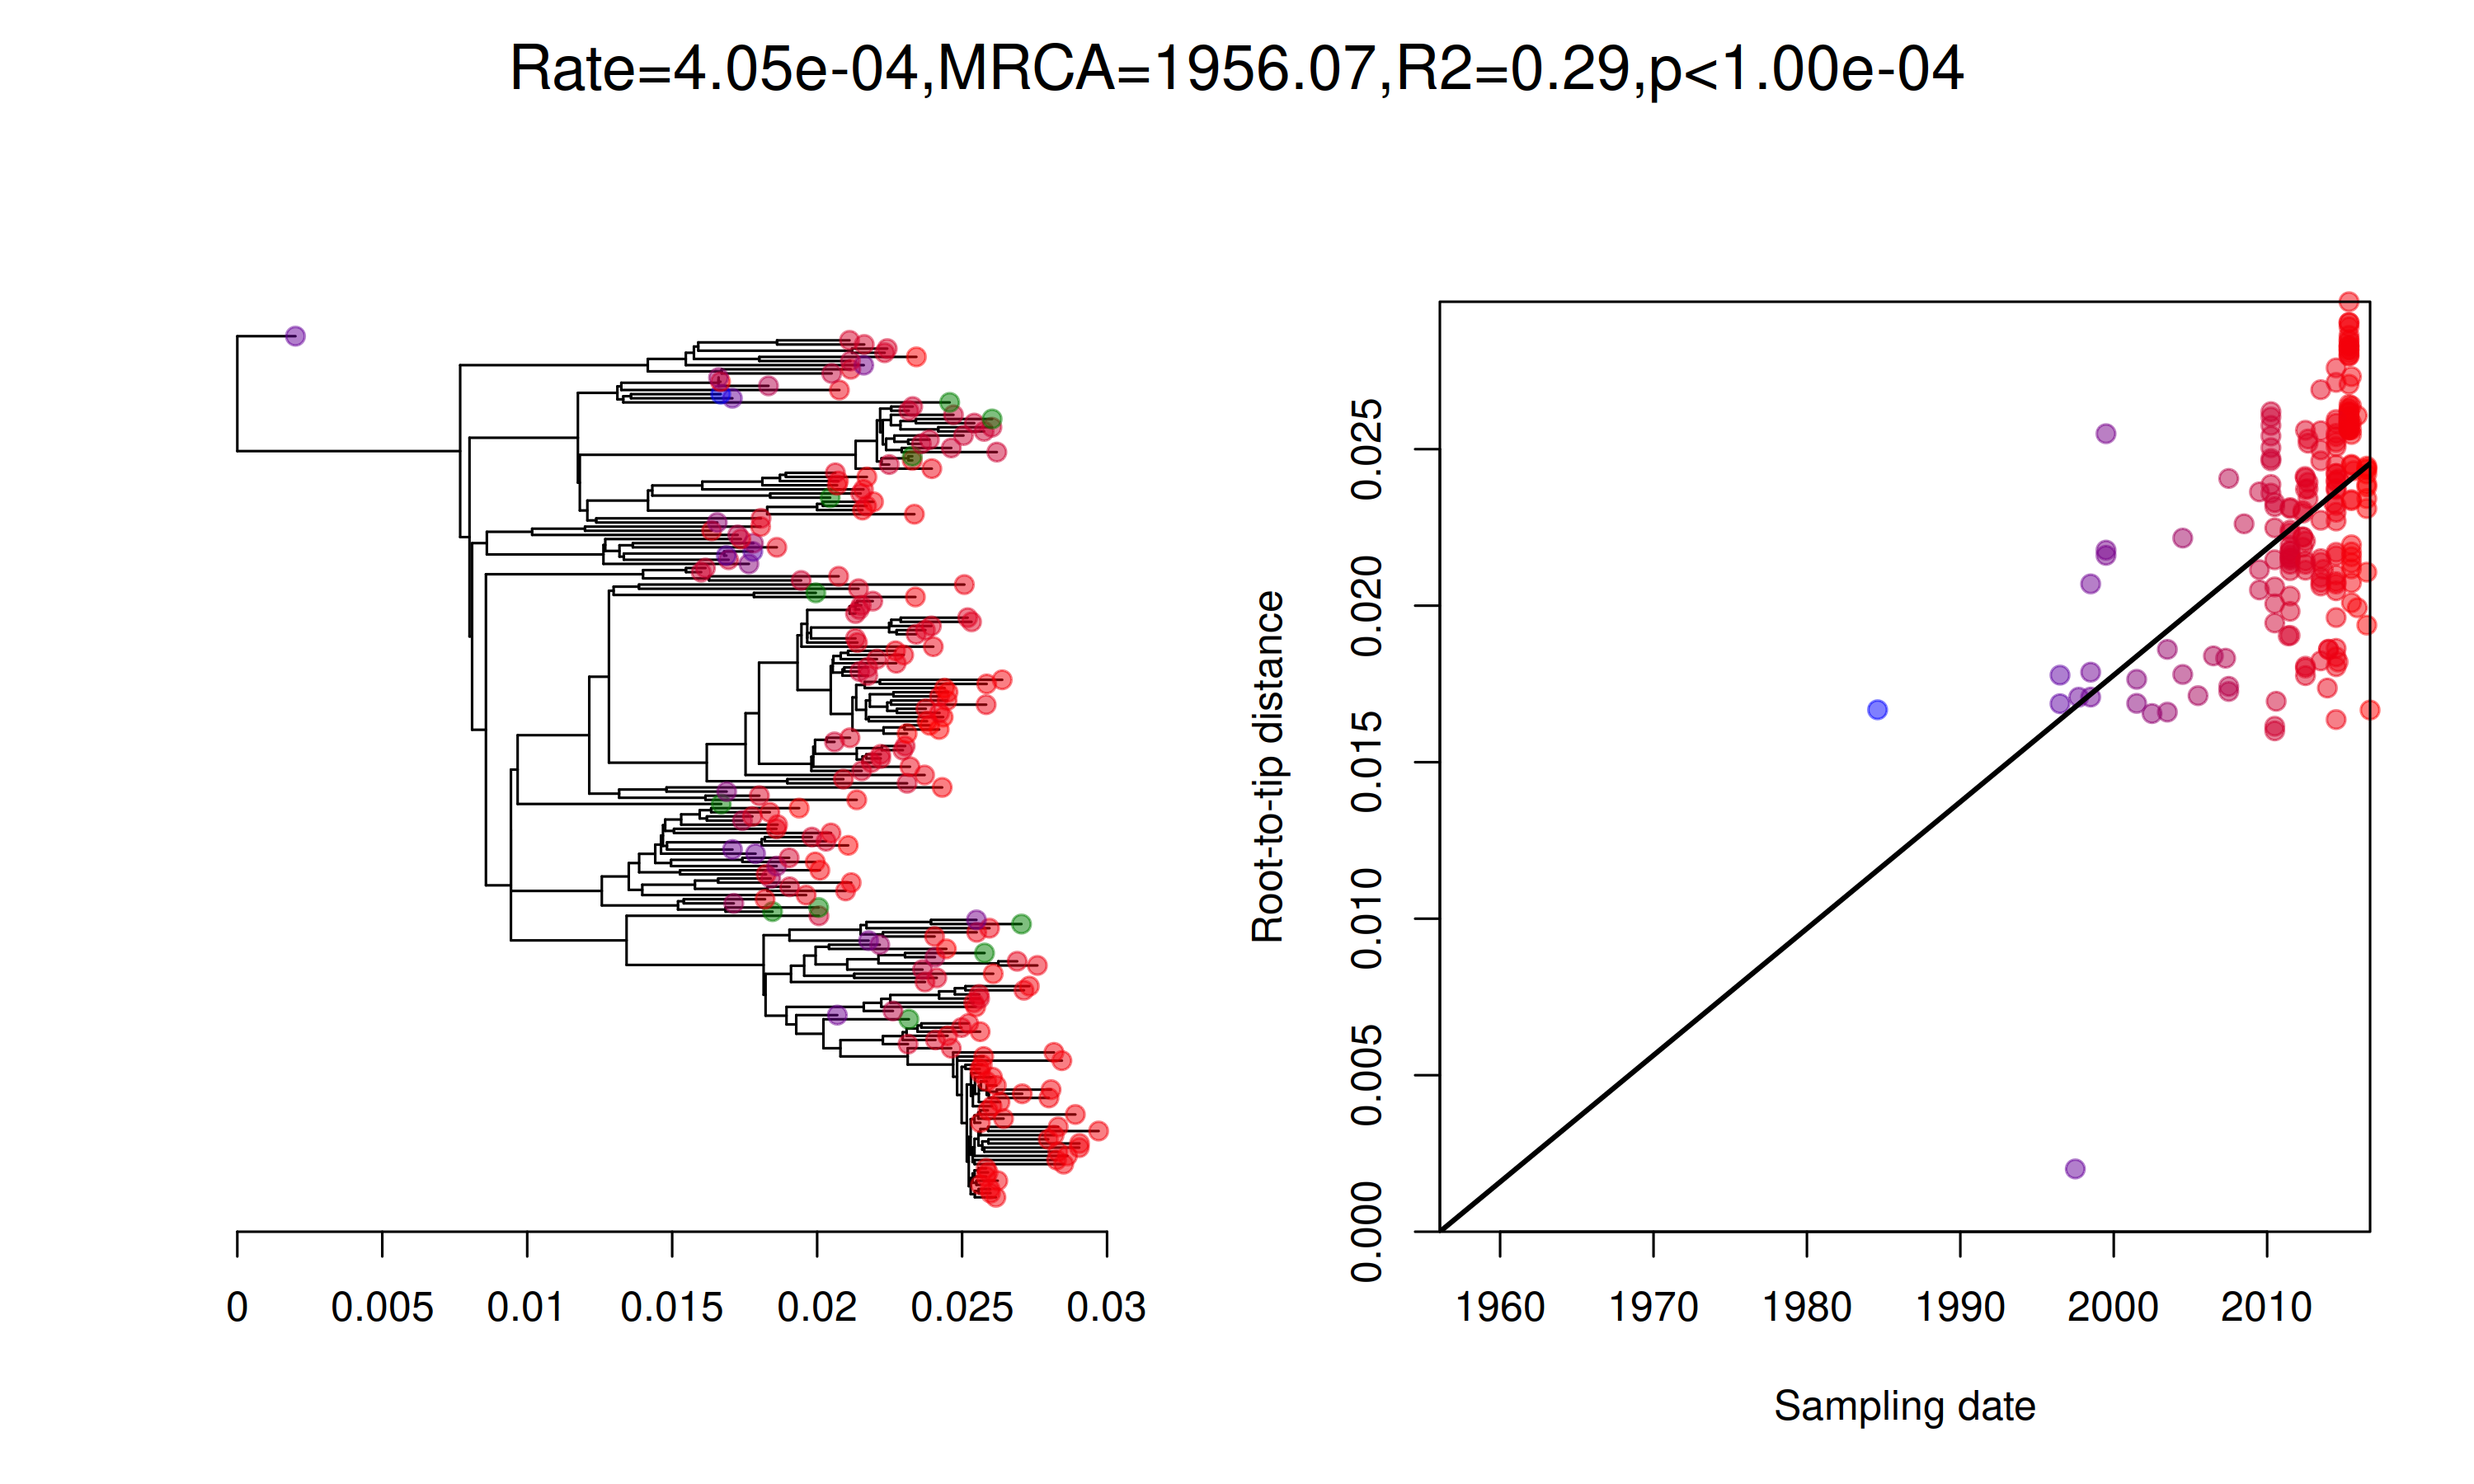 Rate=4.05e-04,MRCA=1956.07,R2=0.29,p<1.00e-04
0 0.005 0.01 0.015 0.02 0.025 0.03
Root-to-tip distance
0.000 0.005 0.010 0.015 0.020 0.025
1960 1970 1980 1990 2000 2010
Sampling date